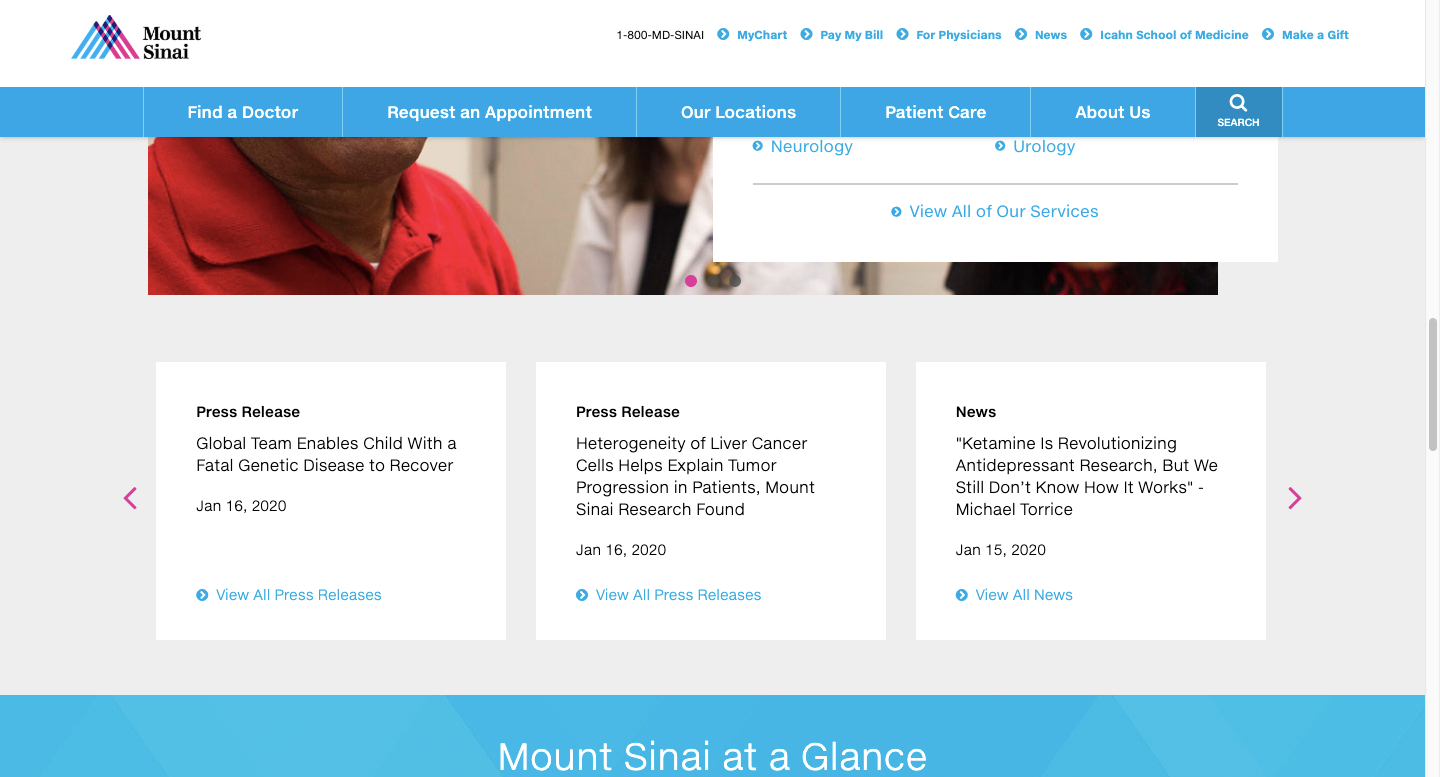 Mount
Sinai
1-800-MD-SINAI MyChart Pay My Bill For Physicians News Icahn School of Medicine Make a Gift
Find a Doctor Request an Appointment Our Locations Patient Care About Us SEARCH
Neurology Urology
View All of Our Services
Press Release
Global Team Enables Child With a
Fatal Genetic Disease to Recover
Jan 16, 2020
View All Press Releases
Press Release
Heterogeneity of Liver Cancer
Cells Helps Explain Tumor
Progression in Patients, Mount
Sinai Research Found
Jan 16, 2020
View All Press Releases
News
"Ketamine Is Revolutionizing
Antidepressant Research, But We
Still Don’t Know How It Works" -
Michael Torrice
Jan 15, 2020
View All News
Mount Sinai at a Glance